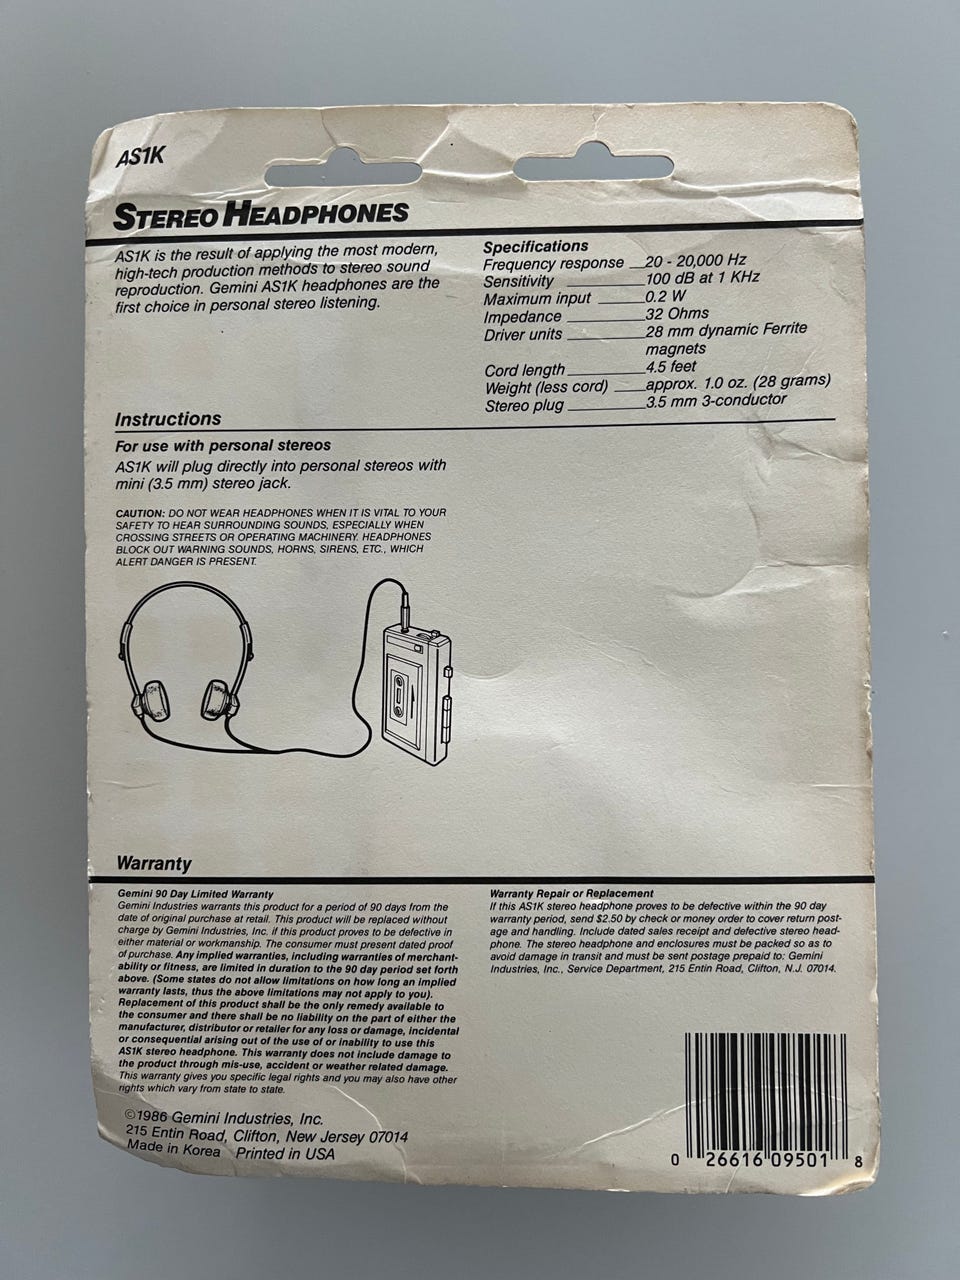 AS1K
STEREO HEADPHONES
AS1K is the result of applying the most modern,
high-tech production methods to stereo sound
reproduction. Gemini AS1K headphones are the
first choice in personal stereo listening.
Specifications
Frequency response 20 - 20,000 Hz
Sensitivity 100 dB at 1 KHz
Maximum input 0.2 W
Impedance 32 Ohms
Driver units 28 mm dynamic Ferrite
magnets
Cord length 4.5 feet
Weight (less cord) approx. 1.0 oz. (28 grams)
Stereo plug 3.5 mm 3-conductor
Instructions
For use with personal stereos
AS1K will plug directly into personal stereos with
mini (3.5 mm) stereo jack.
CAUTION: DO NOT WEAR HEADPHONES WHEN IT IS VITAL TO YOUR
SAFETY TO HEAR SURROUNDING SOUNDS, ESPECIALLY WHEN
CROSSING STREETS OR OPERATING MACHINERY. HEADPHONES
BLOCK OUT WARNING SOUNDS, HORNS, SIRENS, ETC., WHICH
ALERT DANGER IS PRESENT.
Warranty
Gemini 90 Day Limited Warranty
Gemini Industries warrants this product for a period of 90 days from the
date of original purchase at retail. This product will be replaced without
charge by Gemini Industries, Inc. if this product proves to be defective in
either material or workmanship. The consumer must present dated proof
of purchase. Any implied warranties, including warranties of merchant-
ability or fitness, are limited in duration to the 90 day period set forth
above. (Some states do not allow limitations on how long an implied
warranty lasts, thus the above limitations may not apply to you).
Replacement of this product shall be the only remedy available to
the consumer and there shall be no liability on the part of either the
manufacturer, distributor or retailer for any loss or damage, incidental
or consequential arising out of the use of or inability to use this
AS1K stereo headphone. This warranty does not include damage to
the product through mis-use, accident or weather related damage.
This warranty gives you specific legal rights and you may also have other
rights which vary from state to state.
Warranty Repair or Replacement
If this AS1K stereo headphone proves to be defective within the 90 day
warranty period, send $2.50 by check or money order to cover return post-
age and handling. Include dated sales receipt and defective stereo head-
phone. The stereo headphone and enclosures must be packed so as to
avoid damage in transit and must be sent postage prepaid to: Gemini
Industries, Inc., Service Department, 215 Entin Road, Clifton, N.J. 07014.
©1986 Gemini Industries, Inc.
215 Entin Road, Clifton, New Jersey 07014
Made in Korea Printed in USA
0 26616 09501 8